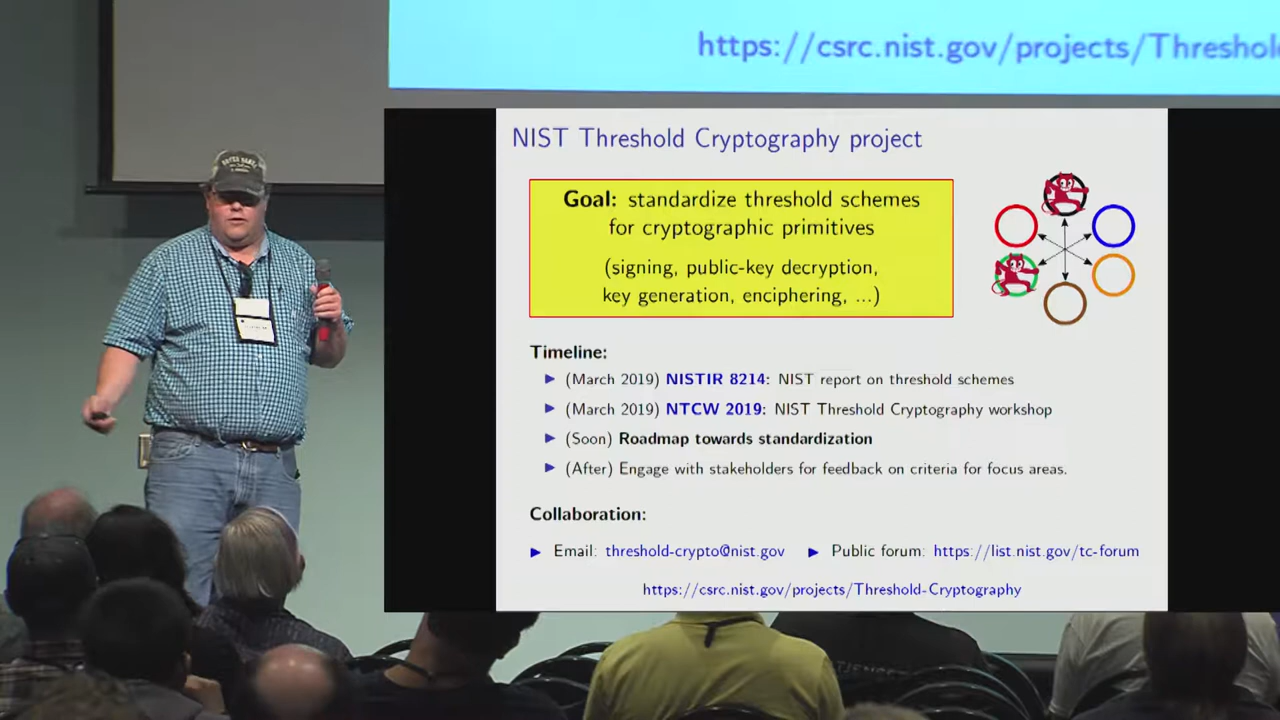 https://csrc.nist.gov/projects/Threshol
NIST Threshold Cryptography project
Goal: standardize threshold schemes
for cryptographic primitives
(signing, public-key decryption,
key generation, enciphering, ...)
Timeline:
▶ (March 2019) NISTIR 8214: NIST report on threshold schemes
▶ (March 2019) NTCW 2019: NIST Threshold Cryptography workshop
▶ (Soon) Roadmap towards standardization
▶ (After) Engage with stakeholders for feedback on criteria for focus areas.
Collaboration:
▶ Email: threshold-crypto@nist.gov ▶ Public forum: https://list.nist.gov/tc-forum
https://csrc.nist.gov/projects/Threshold-Cryptography